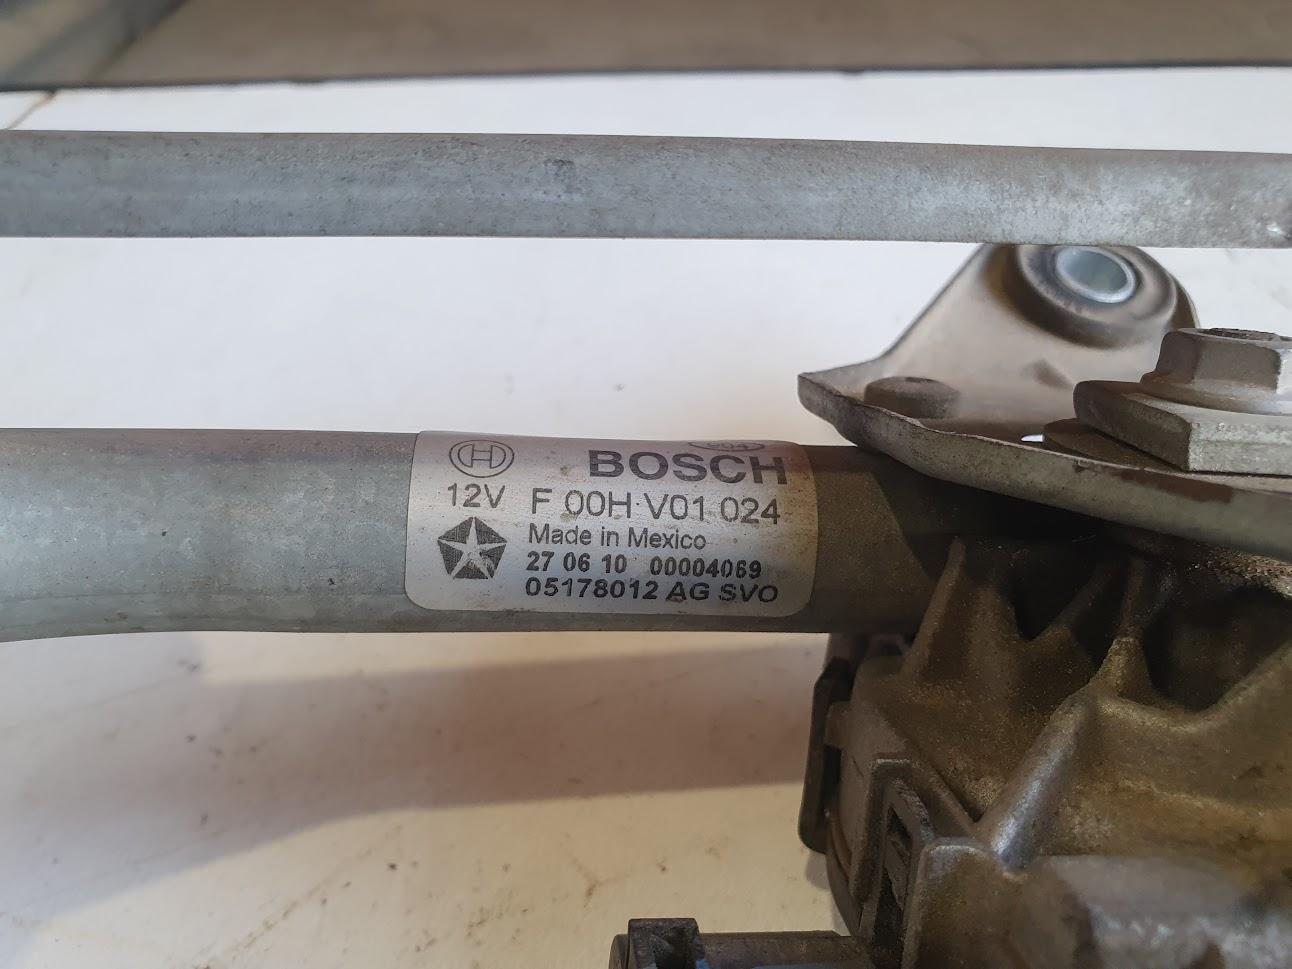 BOSCH
12V F 00H V01 024
Made in Mexico
27 06 10 00004069
05178012 AG SVO